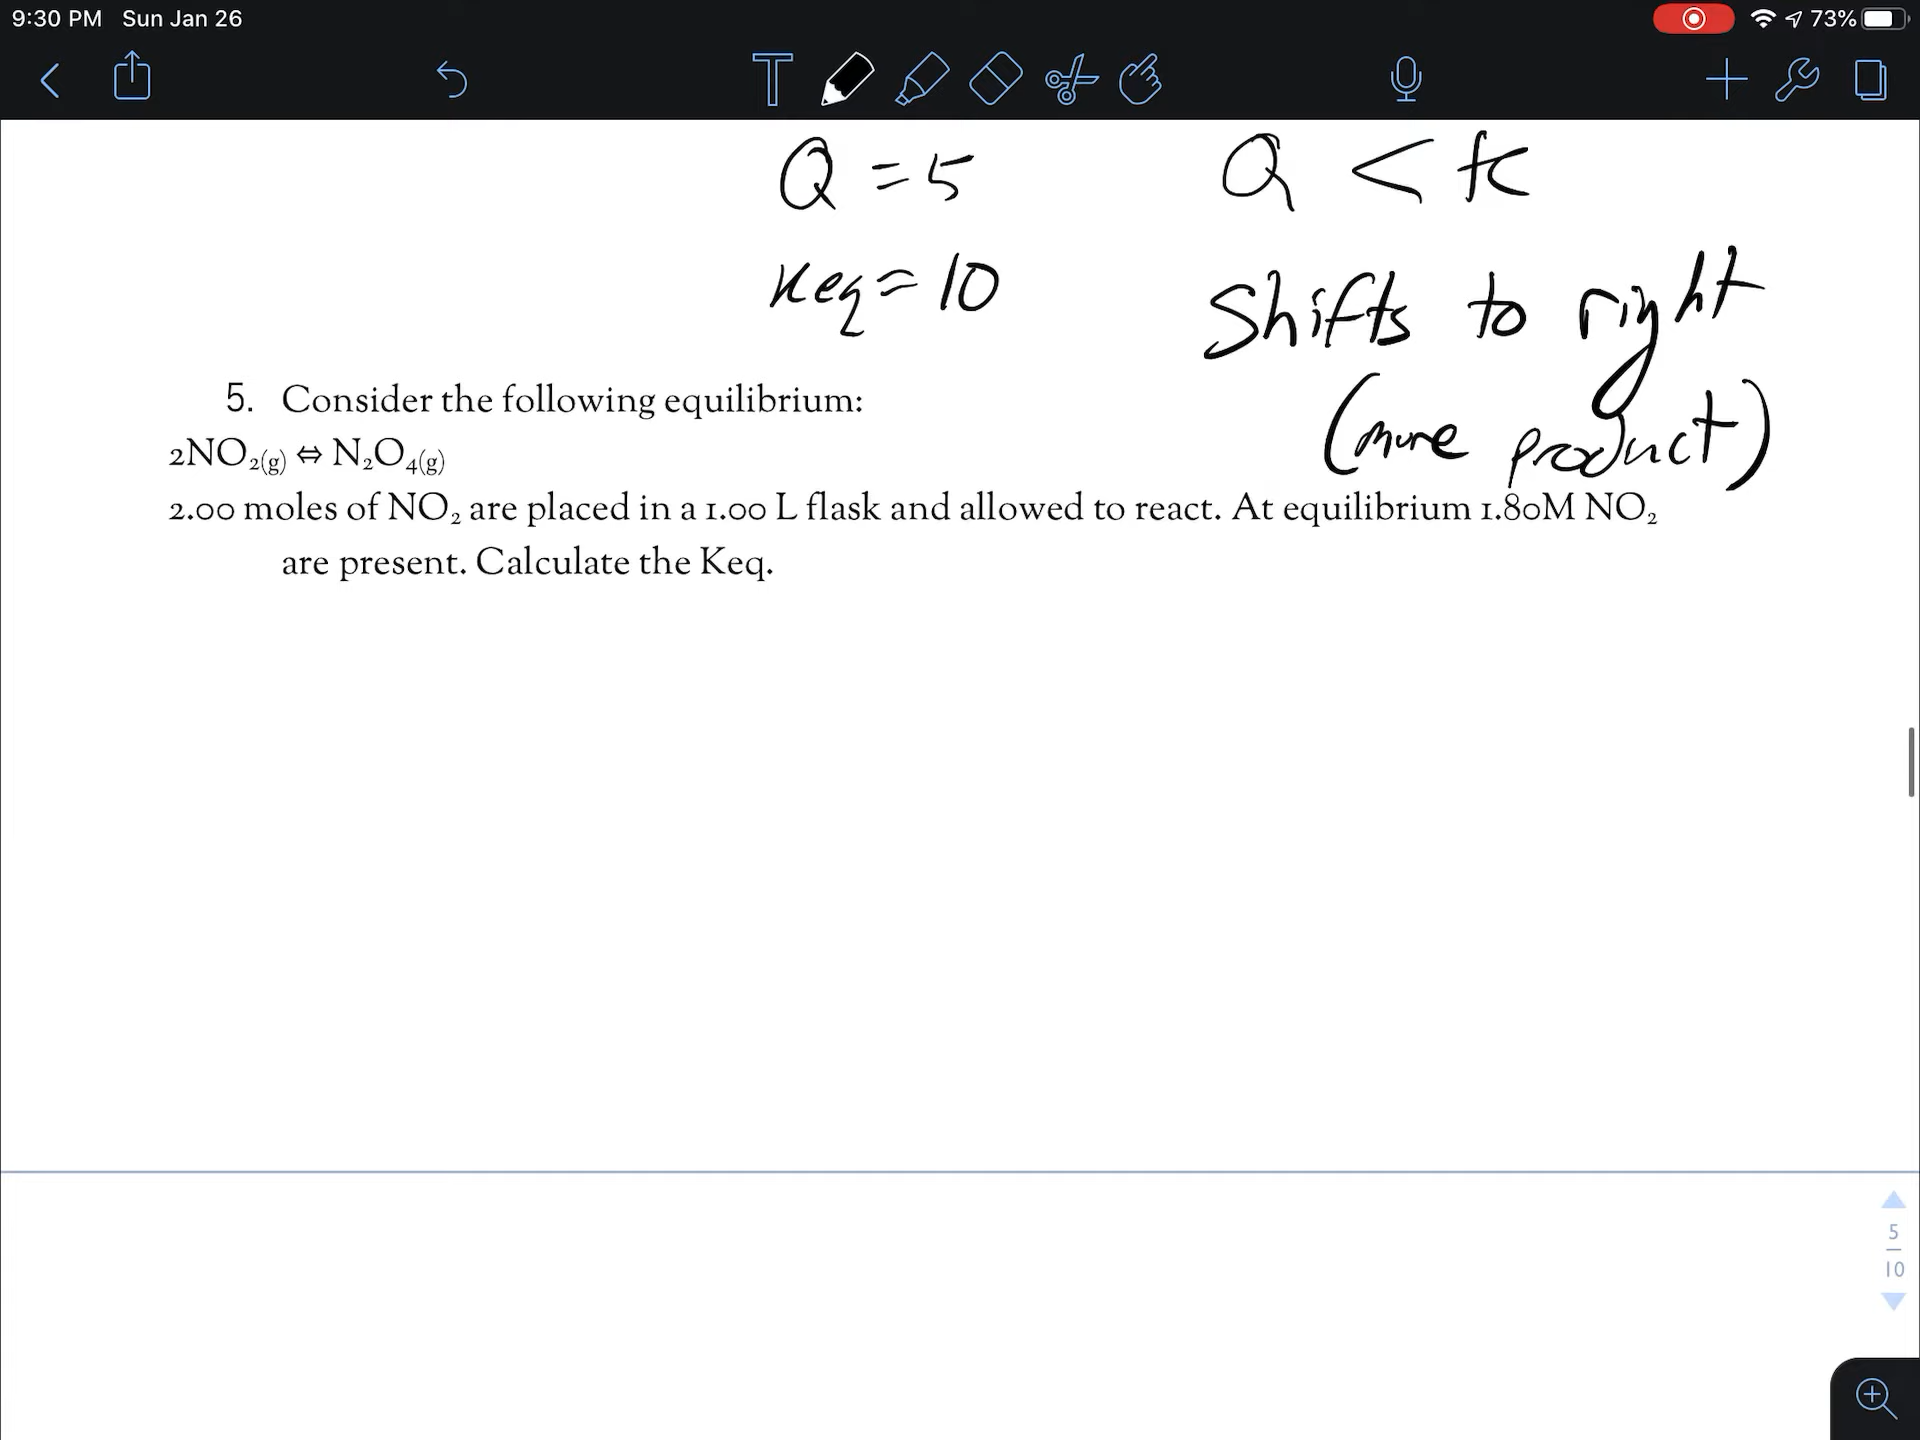 9:30 PM Sun Jan 26 73%
T
Q = 5 Q < K
Keq = 10 Shifts to right
(more product)
5. Consider the following equilibrium:
2NO₂(g) ⇔ N₂O₄(g)
2.00 moles of NO₂ are placed in a 1.00 L flask and allowed to react. At equilibrium 1.80M NO₂
are present. Calculate the Keq.
5
10